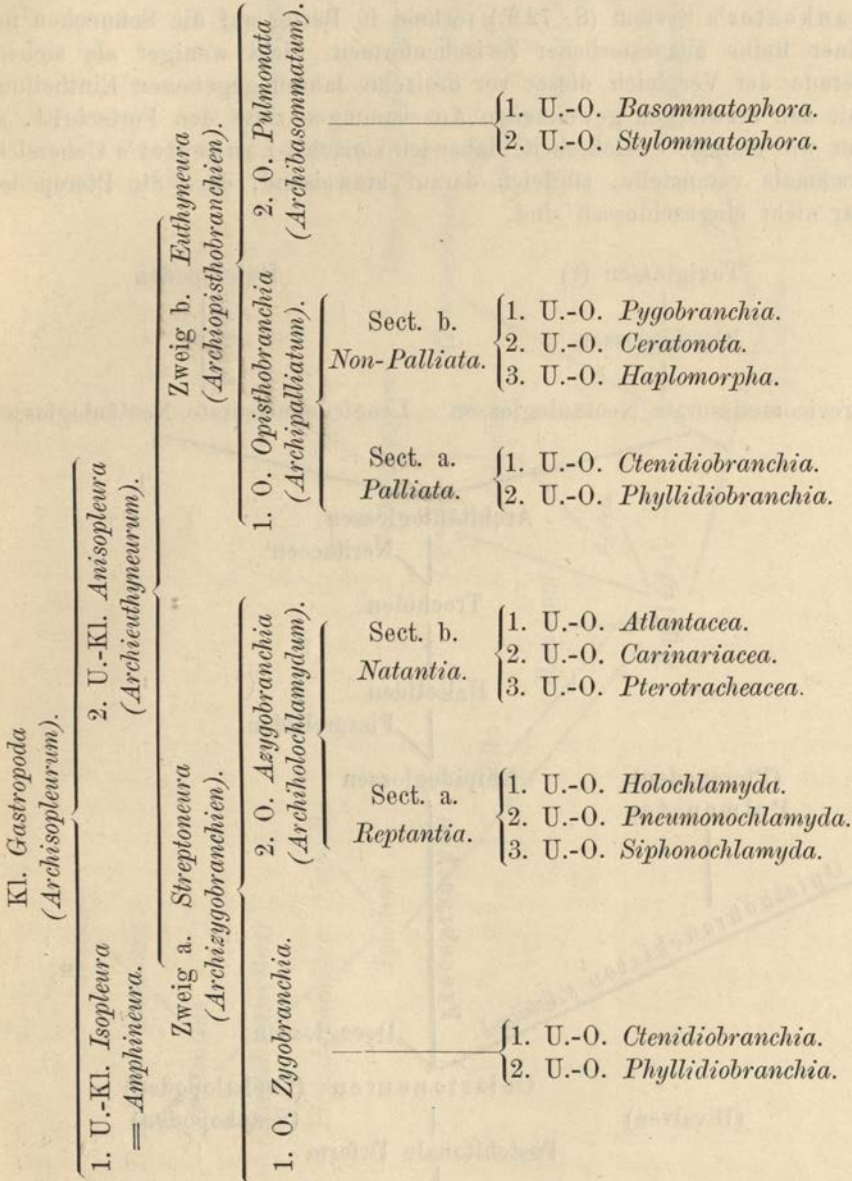 Kl. Gastropoda
(Archisopleurum).
1. U.-Kl. Isopleura
= Amphineura.
2. U.-Kl. Anisopleura
(Archieuthyneurum).
Zweig a. Streptoneura
(Archizygobranchien).
Zweig b. Euthyneura
(Archiopisthobranchien).
1. O. Zygobranchia.
2. O. Azygobranchia
(Archiholochlamydum).
1. O. Opisthobranchia
(Archipalliatum).
2. O. Pulmonata
(Archibasommatum).
1. U.-O. Basommatophora.
2. U.-O. Stylommatophora.
Sect. b.
Non-Palliata.
1. U.-O. Pygobranchia.
2. U.-O. Ceratonota.
3. U.-O. Haplomorpha.
Sect. a.
Palliata.
1. U.-O. Ctenidiobranchia.
2. U.-O. Phyllidiobranchia.
Sect. b.
Natantia.
1. U.-O. Atlantacea.
2. U.-O. Carinariacea.
3. U.-O. Pterotracheacea.
Sect. a.
Reptantia.
1. U.-O. Holochlamyda.
2. U.-O. Pneumonochlamyda.
3. U.-O. Siphonochlamyda.
1. U.-O. Ctenidiobranchia.
2. U.-O. Phyllidiobranchia.